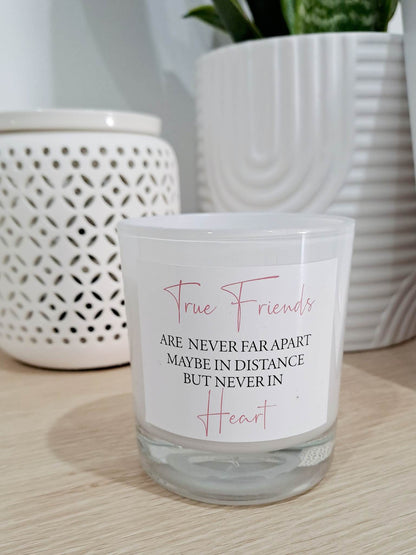 True Friends
ARE NEVER FAR APART
MAYBE IN DISTANCE
BUT NEVER IN
Heart